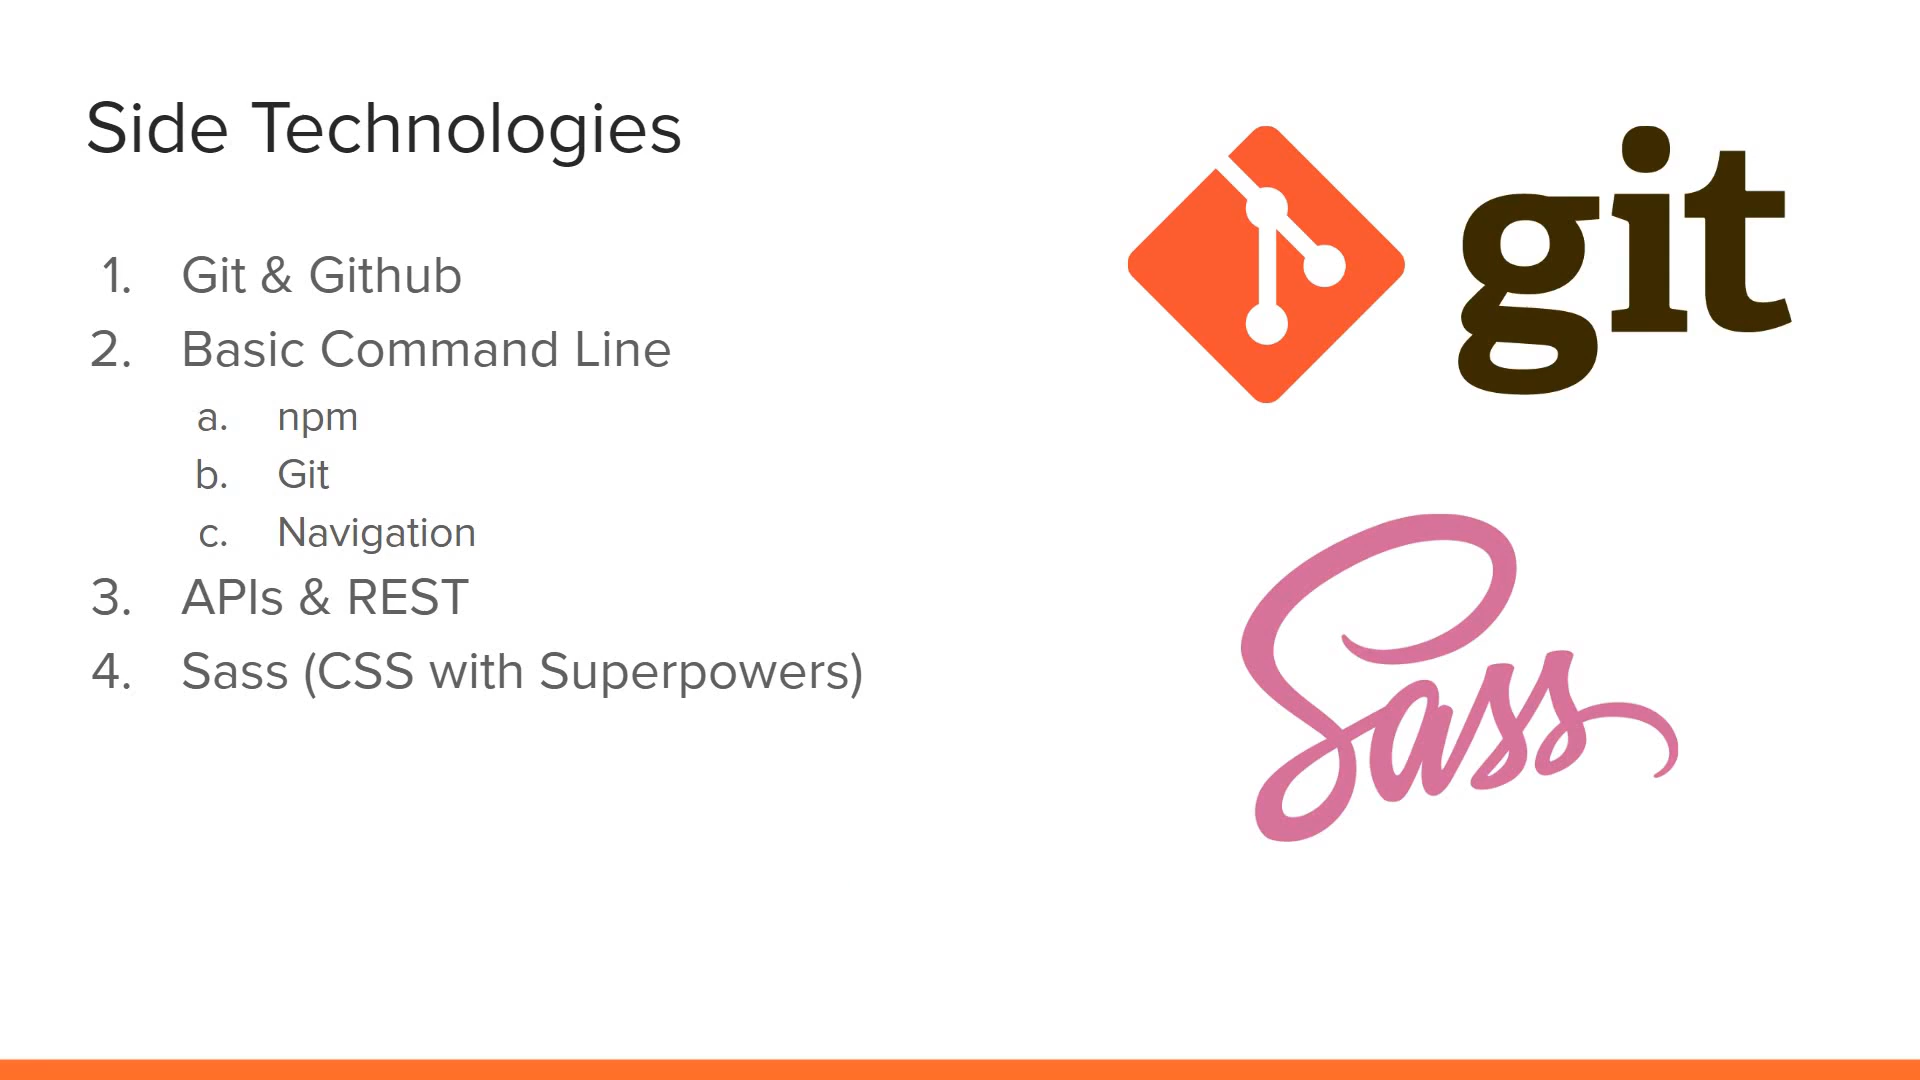 Side Technologies
1. Git & Github
2. Basic Command Line
a. npm
b. Git
c. Navigation
3. APIs & REST
4. Sass (CSS with Superpowers)
git
Sass